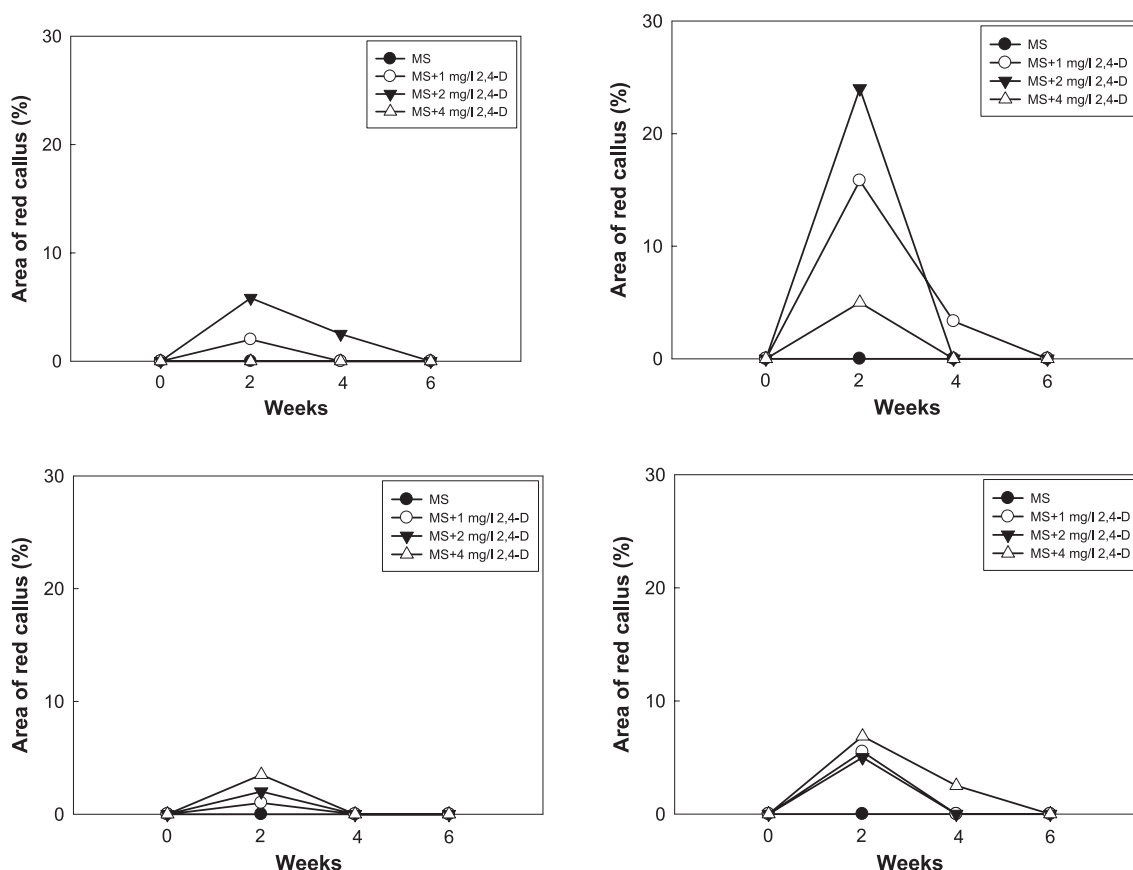 30
20
10
0
Area of red callus (%)
MS
MS+1 mg/l 2,4-D
MS+2 mg/l 2,4-D
MS+4 mg/l 2,4-D
0 2 4 6
Weeks
30
20
10
0
Area of red callus (%)
MS
MS+1 mg/l 2,4-D
MS+2 mg/l 2,4-D
MS+4 mg/l 2,4-D
0 2 4 6
Weeks
30
20
10
0
Area of red callus (%)
MS
MS+1 mg/l 2,4-D
MS+2 mg/l 2,4-D
MS+4 mg/l 2,4-D
0 2 4 6
Weeks
30
20
10
0
Area of red callus (%)
MS
MS+1 mg/l 2,4-D
MS+2 mg/l 2,4-D
MS+4 mg/l 2,4-D
0 2 4 6
Weeks